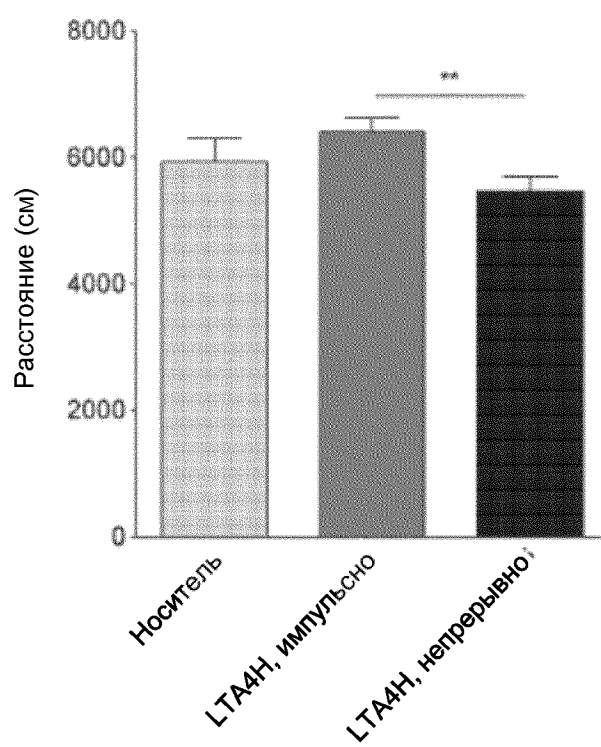 8000
6000
4000
2000
0
Расстояние (см)
**
Носитель
LTA4H, импульсно
LTA4H, непрерывно